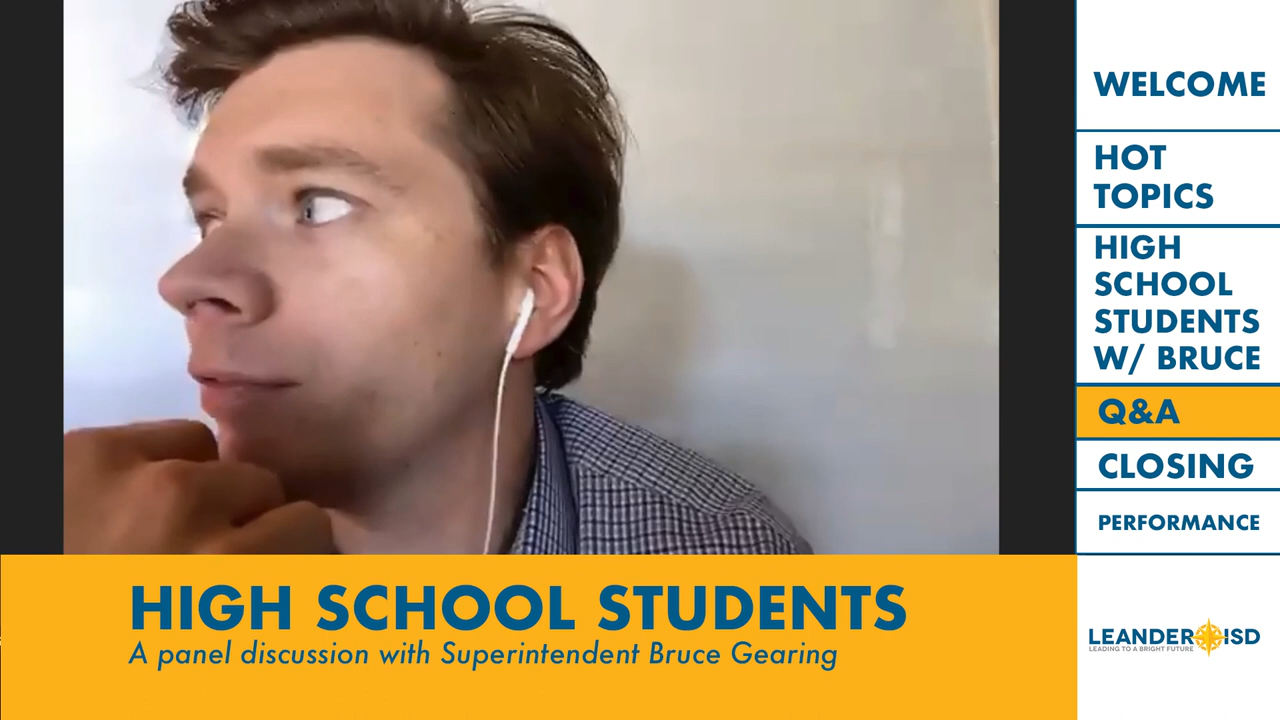 WELCOME
HOT
TOPICS
HIGH
SCHOOL
STUDENTS
W/ BRUCE
Q&A
CLOSING
PERFORMANCE
HIGH SCHOOL STUDENTS
A panel discussion with Superintendent Bruce Gearing
LEANDER ISD
LEADING TO A BRIGHT FUTURE